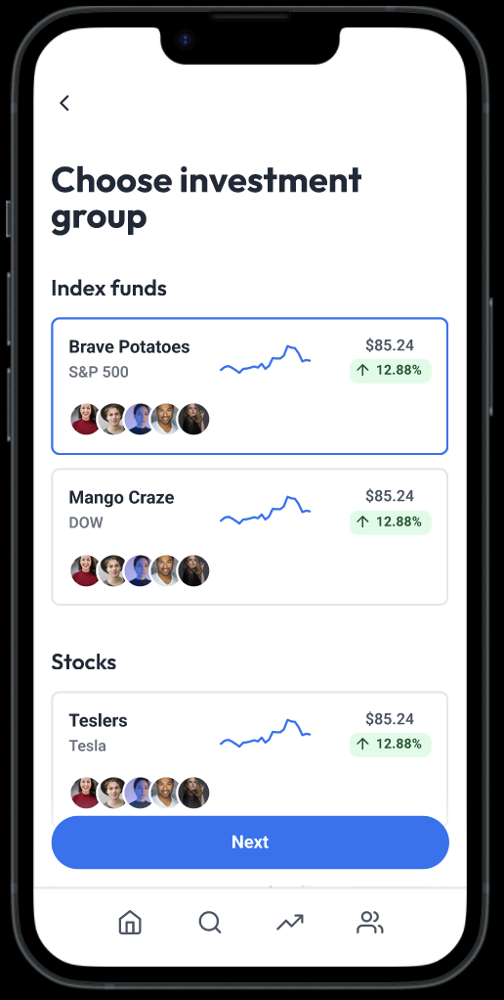 Choose investment
group
Index funds
Brave Potatoes
$85.24
S&P 500
12.88%
Mango Craze
$85.24
DOW
12.88%
Stocks
Teslers
$85.24
Tesla
12.88%
Next